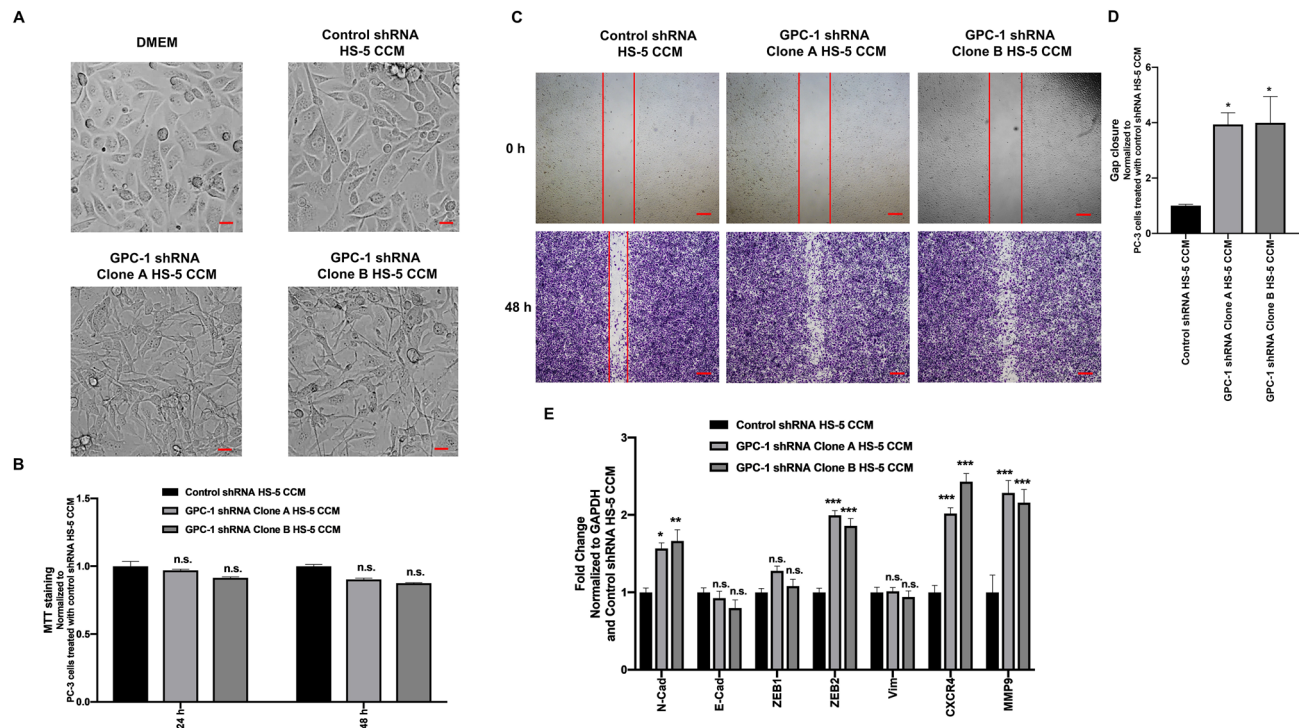 A
DMEM
Control shRNA
HS-5 CCM
GPC-1 shRNA
Clone A HS-5 CCM
GPC-1 shRNA
Clone B HS-5 CCM
B
MTT staining
Normalized to
PC-3 cells treated with control shRNA HS-5 CCM
1.5
1.0
0.5
0.0
Control shRNA HS-5 CCM
GPC-1 shRNA Clone A HS-5 CCM
GPC-1 shRNA Clone B HS-5 CCM
n.s.
n.s.
n.s.
n.s.
24 h
48 h
C
Control shRNA
HS-5 CCM
GPC-1 shRNA
Clone A HS-5 CCM
GPC-1 shRNA
Clone B HS-5 CCM
0 h
48 h
D
Gap closure
Normalized to
PC-3 cells treated with control shRNA HS-5 CCM
6
4
2
0
*
*
Control shRNA HS-5 CCM
GPC-1 shRNA Clone A HS-5 CCM
GPC-1 shRNA Clone B HS-5 CCM
E
Control shRNA HS-5 CCM
GPC-1 shRNA Clone A HS-5 CCM
GPC-1 shRNA Clone B HS-5 CCM
Fold Change
Normalized to GAPDH
and Control shRNA HS-5 CCM
3
2
1
0
*
**
n.s.
n.s.
n.s.
n.s.
***
***
n.s.
n.s.
***
***
***
***
N-Cad
E-Cad
ZEB1
ZEB2
Vim
CXCR4
MMP9